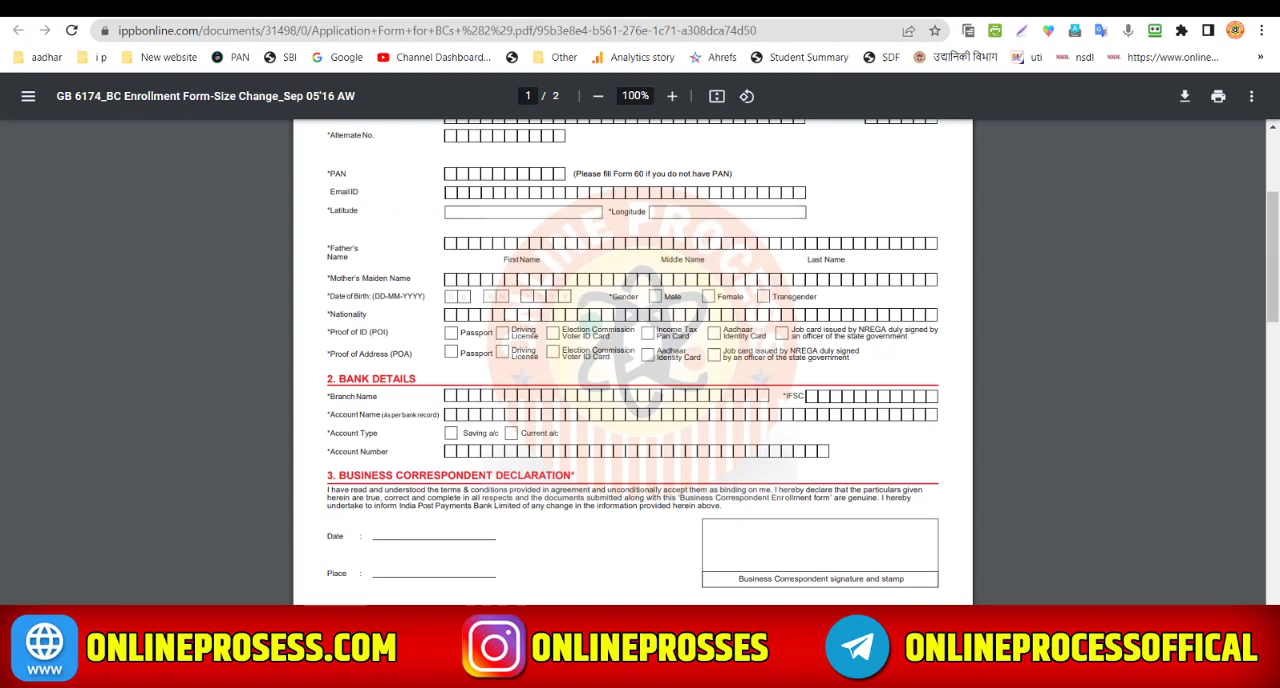 ippbonline.com/documents/31498/0/Application+Form+for+BCs+%282%29.pdf/95b3e8e4-b561-276e-1c71-a308dca74d50
aadhar i p New website PAN SBI Google Channel Dashboard... Other Analytics story Ahrefs Student Summary SDF उद्यानिकी विभाग uti nsdl https://www.online... »
GB 6174_BC Enrollment Form-Size Change_Sep 05'16 AW 1 / 2 100%
*Alternate No.
*PAN (Please fill Form 60 if you do not have PAN)
Email ID
*Latitude *Longitude
*Father's
Name
First Name Middle Name Last Name
*Mother's Maiden Name
*Date of Birth: (DD-MM-YYYY) *Gender Male Female Transgender
*Nationality
*Proof of ID (POI) Passport Driving License Election Commission Voter ID Card Income Tax Pan Card Aadhaar Identity Card Job card issued by NREGA duly signed by an officer of the state government
*Proof of Address (POA) Passport Driving License Election Commission Voter ID Card Aadhaar Identity Card Job card issued by NREGA duly signed by an officer of the state government
2. BANK DETAILS
*Branch Name *IFSC
*Account Name (As per bank record)
*Account Type Saving a/c Current a/c
*Account Number
3. BUSINESS CORRESPONDENT DECLARATION*
I have read and understood the terms & conditions provided in agreement and unconditionally accept them as binding on me. I hereby declare that the particulars given
herein are true, correct and complete in all respects and the documents submitted along with this 'Business Correspondent Enrollment form' are genuine. I hereby
undertake to inform India Post Payments Bank Limited of any change in the information provided herein above.
Date :
Place :
Business Correspondent signature and stamp
ONLINE PROCESS
WWW ONLINEPROSESS.COM ONLINEPROSSES ONLINEPROCESSOFFICAL